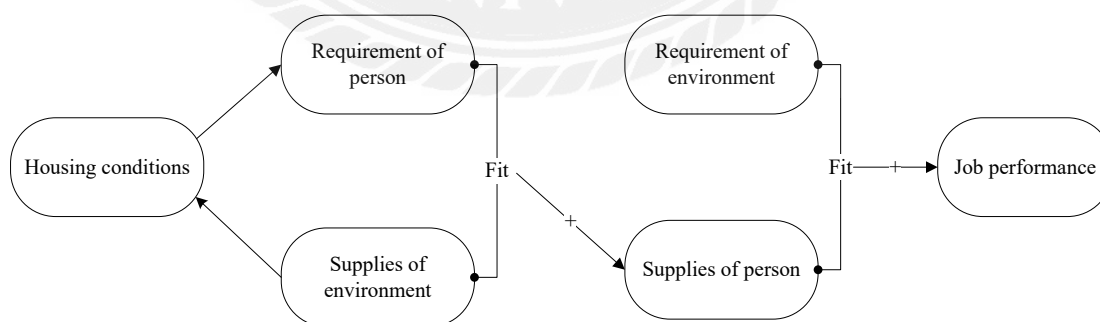 Requirement of
person
Requirement of
environment
Housing conditions
Fit
Fit
+
Job performance
+
Supplies of
environment
Supplies of person